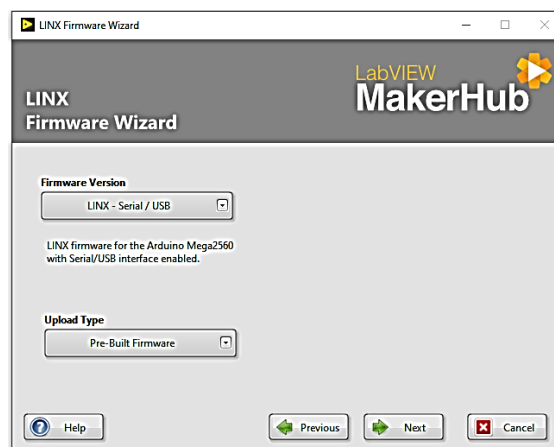 LINX Firmware Wizard
LabVIEW
MakerHub
LINX
Firmware Wizard
Firmware Version
LINX - Serial / USB
LINX firmware for the Arduino Mega2560
with Serial/USB interface enabled.
Upload Type
Pre-Built Firmware
Help
Previous
Next
Cancel